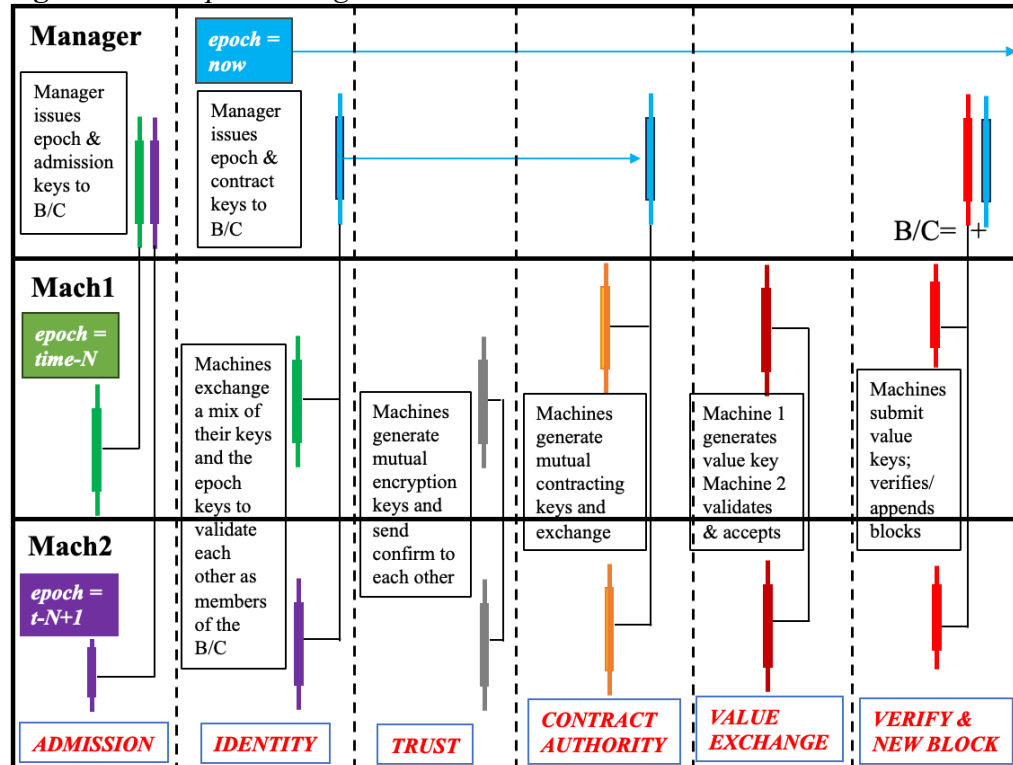 Manager
epoch =
now
Manager
issues
epoch &
admission
keys to
B/C
Manager
issues
epoch &
contract
keys to
B/C
B/C= +
Mach1
epoch =
time-N
Machines
exchange
a mix of
their keys
and the
epoch
keys to
validate
each
other as
members
of the
B/C
Machines
generate
mutual
encryption
keys and
send
confirm to
each other
Machines
generate
mutual
contracting
keys and
exchange
Machine 1
generates
value key
Machine 2
validates
& accepts
Machines
submit
value
keys;
verifies/
appends
blocks
Mach2
epoch =
t-N+1
ADMISSION
IDENTITY
TRUST
CONTRACT
AUTHORITY
VALUE
EXCHANGE
VERIFY &
NEW BLOCK